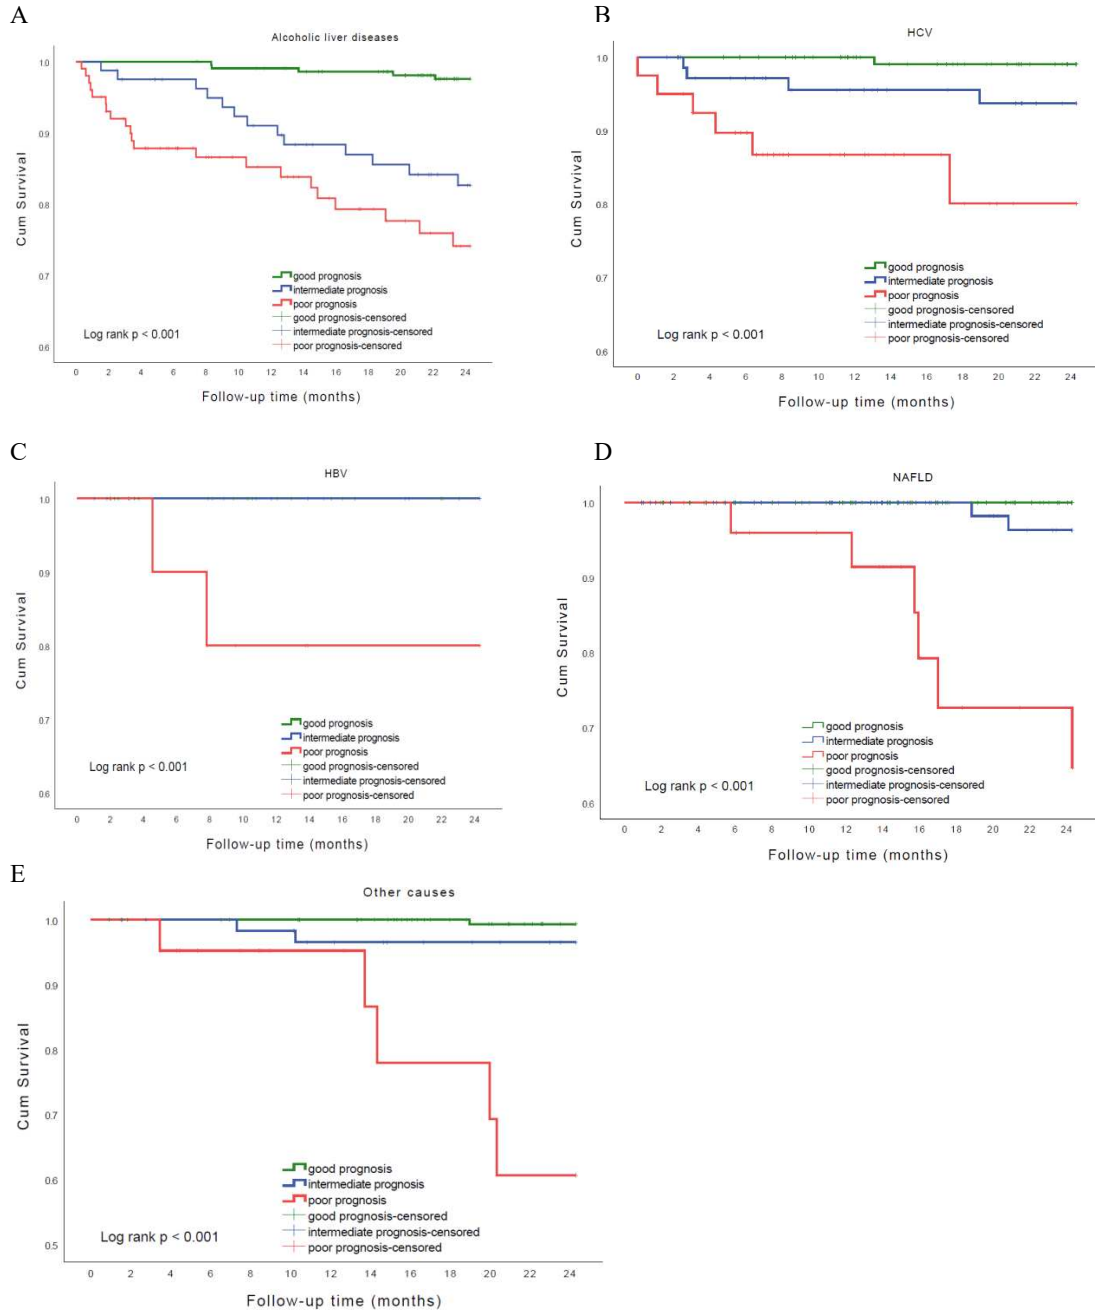 A
Alcoholic liver diseases
1.0
0.9
0.8
0.7
0.6
Cum Survival
good prognosis
intermediate prognosis
poor prognosis
good prognosis-censored
intermediate prognosis-censored
poor prognosis-censored
Log rank p < 0.001
0 2 4 6 8 10 12 14 16 18 20 22 24
Follow-up time (months)
B
HCV
1.0
0.9
0.8
0.7
0.6
Cum Survival
good prognosis
intermediate prognosis
poor prognosis
good prognosis-censored
intermediate prognosis-censored
poor prognosis-censored
Log rank p < 0.001
0 2 4 6 8 10 12 14 16 18 20 22 24
Follow-up time (months)
C
HBV
1.0
0.9
0.8
0.7
0.6
Cum Survival
good prognosis
intermediate prognosis
poor prognosis
good prognosis-censored
intermediate prognosis-censored
poor prognosis-censored
Log rank p < 0.001
0 2 4 6 8 10 12 14 16 18 20 22 24
Follow-up time (months)
D
NAFLD
1.0
0.9
0.8
0.7
0.6
Cum Survival
good prognosis
intermediate prognosis
poor prognosis
good prognosis-censored
intermediate prognosis-censored
poor prognosis-censored
Log rank p < 0.001
0 2 4 6 8 10 12 14 16 18 20 22 24
Follow-up time (months)
E
Other causes
1.0
0.9
0.8
0.7
0.6
0.5
Cum Survival
good prognosis
intermediate prognosis
poor prognosis
good prognosis-censored
intermediate prognosis-censored
poor prognosis-censored
Log rank p < 0.001
0 2 4 6 8 10 12 14 16 18 20 22 24
Follow-up time (months)